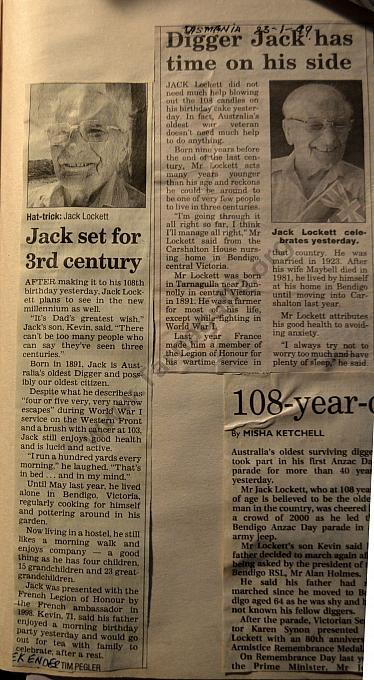 Hat-trick: Jack Lockett
Jack set for
3rd century
AFTER making it to his 108th
birthday yesterday, Jack Lock-
ett plans to see in the new
millennium as well.
"It's Dad's greatest wish,"
Jack's son, Kevin, said. "There
can't be too many people who
can say they've seen three
centuries."
Born in 1891, Jack is Aust-
ralia's oldest Digger and poss-
ibly our oldest citizen.
Despite what he describes as
"four or five very, very narrow
escapes" during World War I
service on the Western Front
and a brush with cancer at 103,
Jack still enjoys good health
and is lucid and active.
"I run a hundred yards every
morning," he laughed. "That's
in bed ... and in my mind."
Until May last year, he lived
alone in Bendigo, Victoria,
regularly cooking for himself
and pottering around in his
garden.
Now living in a hostel, he still
likes a morning walk and
enjoys company — a good
thing as he has four children,
15 grandchildren and 23 great-
grandchildren.
Jack was presented with the
French Legion of Honour by
the French ambassador in
1998. Kevin, 71, said his father
enjoyed a morning birthday
party yesterday and would go
out for tea with family to
celebrate, after a rest.
TIM PEGLER
TASMANIA 23-1-99
Digger Jack has
time on his side
JACK Lockett did not
need much help blowing
out the 108 candles on
his birthday cake yester-
day. In fact, Australia's
oldest war veteran
doesn't need much help
to do anything.
Born nine years before
the end of the last cen-
tury, Mr Lockett acts
many years younger
than his age and reckons
he could be around to
be one of very few people
to live in three centuries.
"I'm going through it
all right so far, I think
I'll manage all right," Mr
Lockett said from the
Carshalton House nurs-
ing home in Bendigo,
central Victoria.
Mr Lockett was born
in Tarnagulla near Dun-
olly in central Victoria
in 1891. He was a farmer
for most of his life,
except while fighting in
World War I.
Last year France
made him a member of
the Legion of Honour for
his wartime service in
Jack Lockett cele-
brates yesterday.
that country. He was
married in 1923. After
his wife Maybell died in
1981, he lived by himself
at his home in Bendigo
until moving into Car-
shalton last year.
Mr Lockett attributes
his good health to avoid-
ing anxiety.
"I always try not to
worry too much and have
plenty of sleep," he said.
108-year-o
By MISHA KETCHELL
Australia's oldest surviving digger
took part in his first Anzac Da
parade for more than 40 year
yesterday.
Mr Jack Lockett, who at 108 yea
of age is believed to be the olde
man in the country, was cheered
a crowd of 2000 as he led t
Bendigo Anzac Day parade in
army jeep.
Mr Lockett's son Kevin said
father decided to march again a
being asked by the president of
Bendigo RSL, Mr Alan Holmes.
He said his father had
marched since he moved to B
digo aged 64 as he was shy and
not known his fellow diggers.
After the parade, Victorian Se
tor Karen Synon presented
Lockett with an 80th anniver
Armistice Remembrance Medal
On Remembrance Day last y
the Prime Minister, Mr